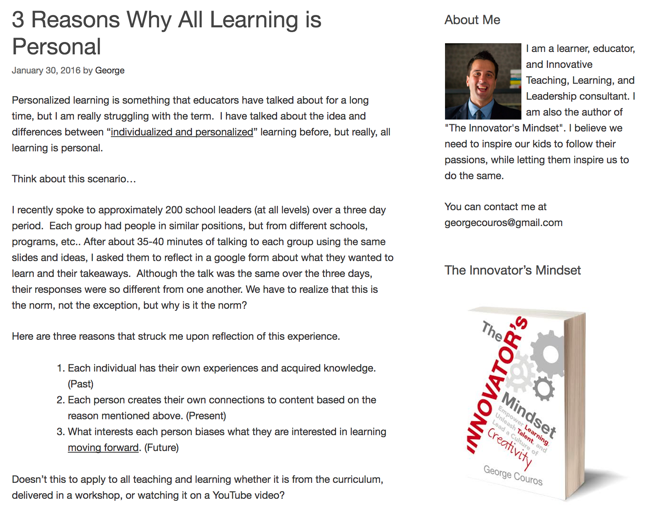 3 Reasons Why All Learning is
Personal
January 30, 2016 by George
Personalized learning is something that educators have talked about for a long
time, but I am really struggling with the term.  I have talked about the idea and
differences between “individualized and personalized” learning before, but really, all
learning is personal.
Think about this scenario…
I recently spoke to approximately 200 school leaders (at all levels) over a three day
period.  Each group had people in similar positions, but from different schools,
programs, etc.. After about 35-40 minutes of talking to each group using the same
slides and ideas, I asked them to reflect in a google form about what they wanted to
learn and their takeaways.  Although the talk was the same over the three days,
their responses were so different from one another. We have to realize that this is
the norm, not the exception, but why is it the norm?
Here are three reasons that struck me upon reflection of this experience.
1. Each individual has their own experiences and acquired knowledge.
(Past)
2. Each person creates their own connections to content based on the
reason mentioned above. (Present)
3. What interests each person biases what they are interested in learning
moving forward. (Future)
Doesn’t this to apply to all teaching and learning whether it is from the curriculum,
delivered in a workshop, or watching it on a YouTube video?
About Me
I am a learner, educator,
and Innovative
Teaching, Learning, and
Leadership consultant. I
am also the author of
"The Innovator's Mindset". I believe we
need to inspire our kids to follow their
passions, while letting them inspire us to
do the same.
You can contact me at
georgecouros@gmail.com
The Innovator’s Mindset
The
INNOVATOR'S
Mindset
Empower Learning,
Unleash Talent, and
Lead a Culture of
Creativity
George Couros